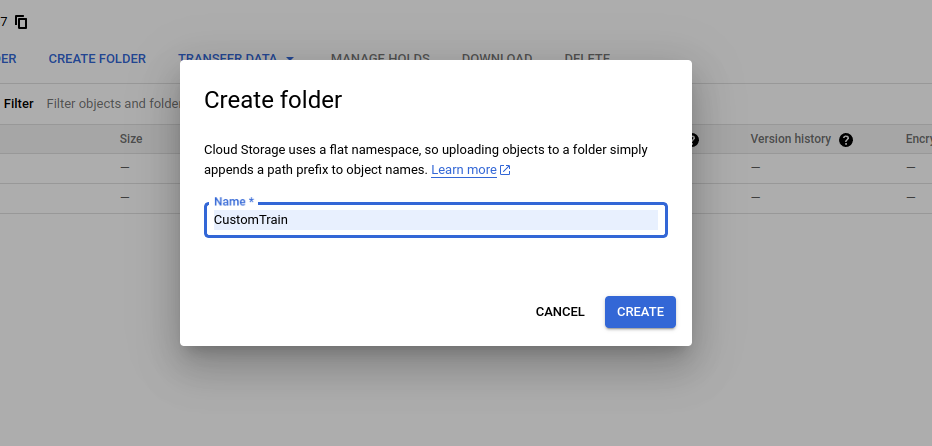 7
ER CREATE FOLDER TRANSFER DATA MANAGE HOLDS DOWNLOAD DELETE
Filter Filter objects and folde
Size Version history Encry
— —
— —
Create folder
Cloud Storage uses a flat namespace, so uploading objects to a folder simply
appends a path prefix to object names. Learn more
Name *
CustomTrain
CANCEL CREATE